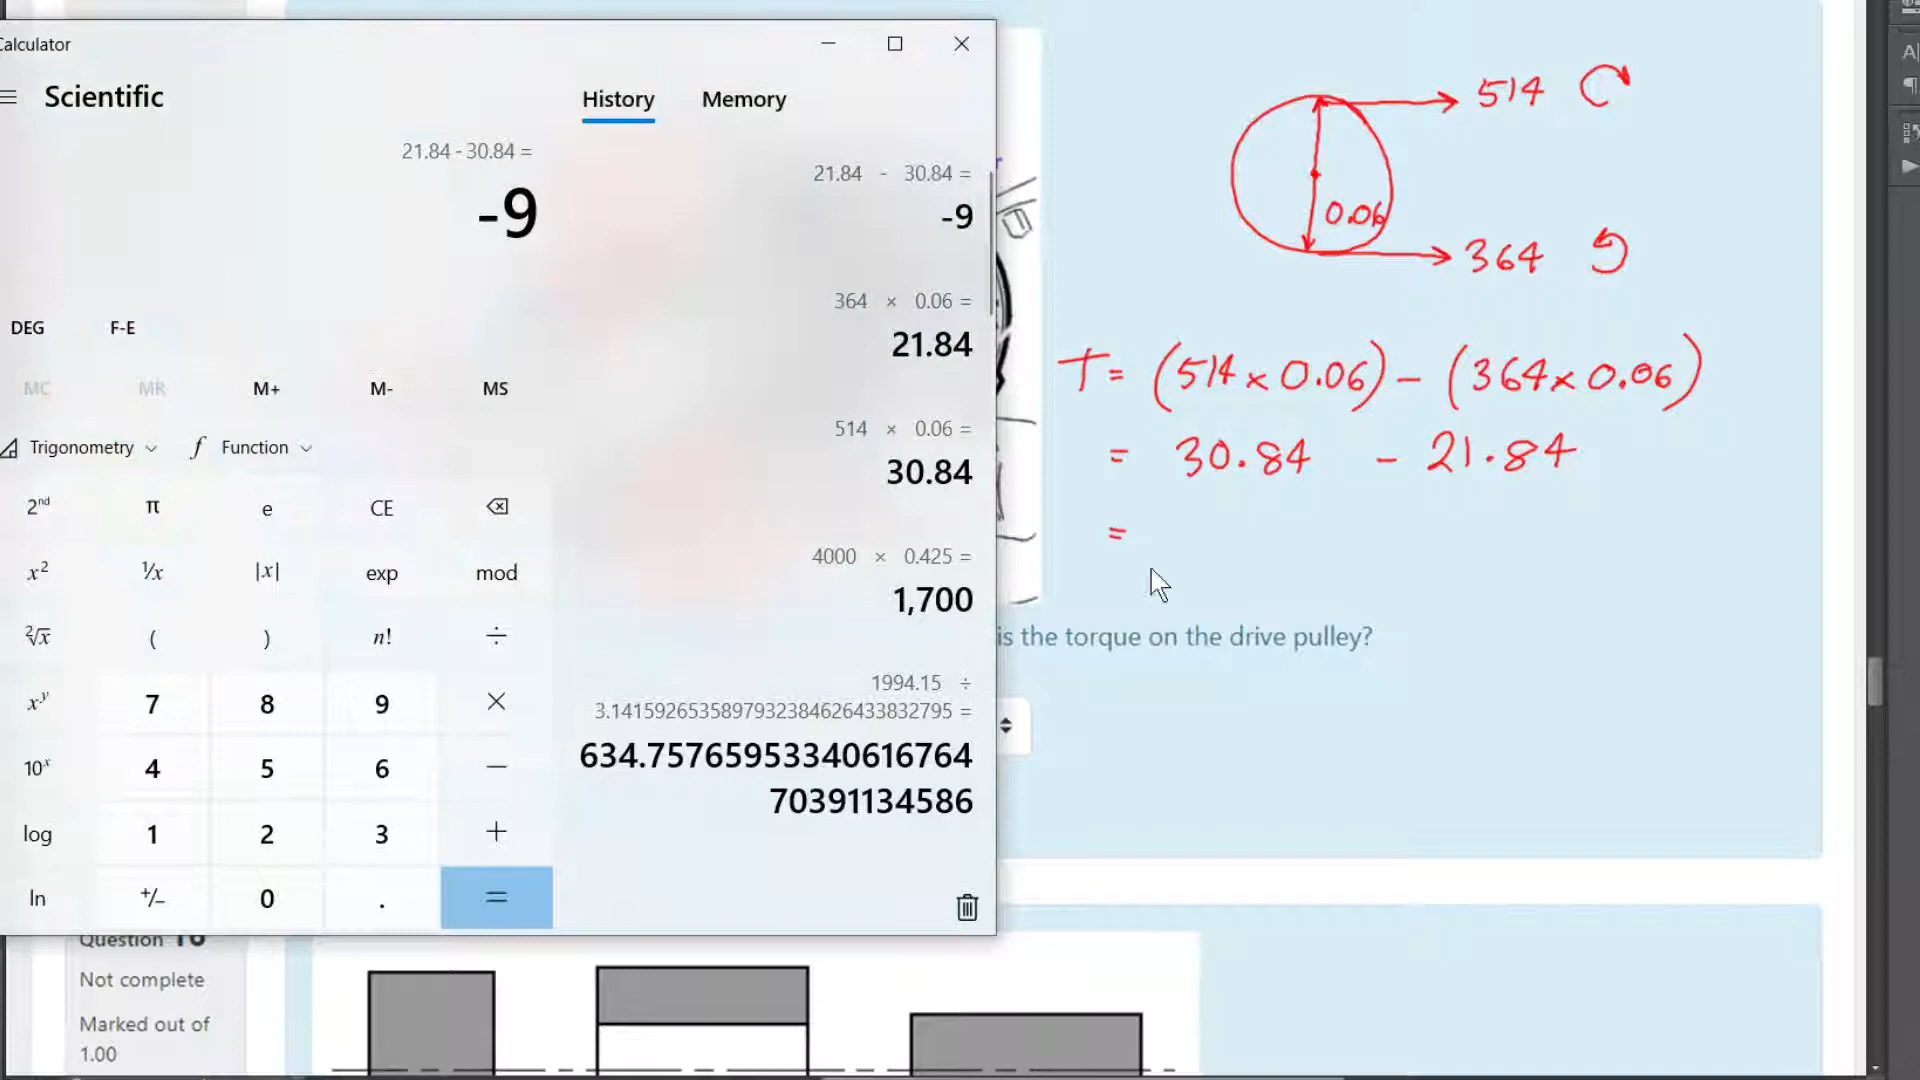 Calculator
Scientific
History Memory
21.84 - 30.84 =
-9
21.84 - 30.84 =
-9
364 × 0.06 =
21.84
514 × 0.06 =
30.84
4000 × 0.425 =
1,700
1994.15 ÷
3.1415926535897932384626433832795 =
634.75765953340616764
70391134586
DEG F-E
MC MR M+ M- MS
Trigonometry f Function
2nd π e CE
x² ¹/x |x| exp mod
²√x ( ) n! ÷
xʸ 7 8 9 ×
10ˣ 4 5 6 −
log 1 2 3 +
ln +/− 0 . =
514
0.06
364
T = (514 × 0.06) - (364 × 0.06)
= 30.84 - 21.84
=
is the torque on the drive pulley?
Question 16
Not complete
Marked out of
1.00